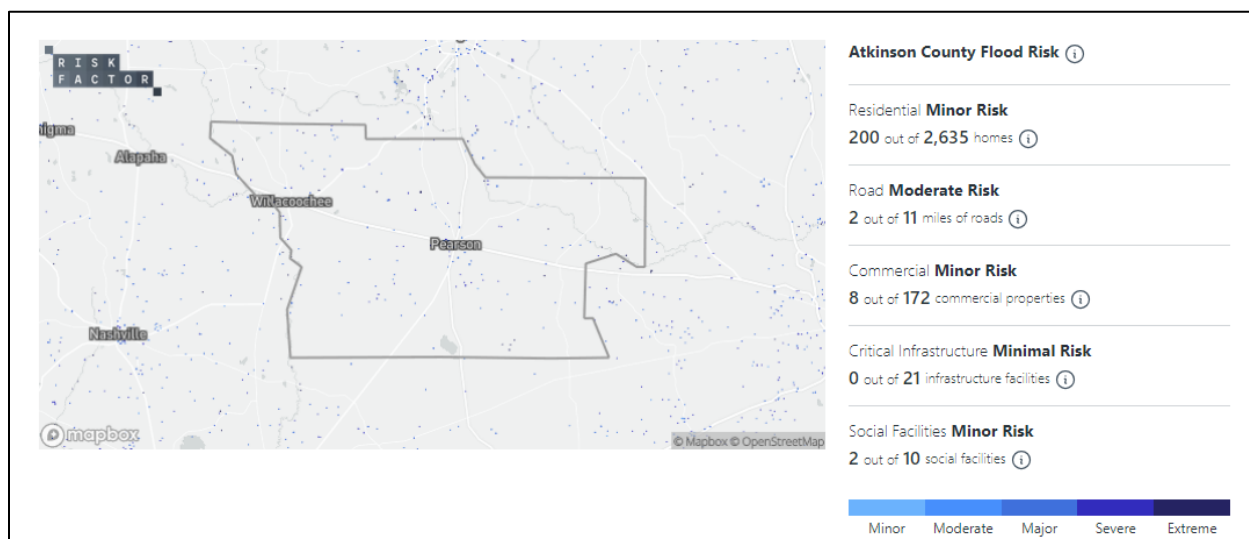 RISK
FACTOR
Alapaha
Willacoochee
Pearson
Nashville
mapbox
© Mapbox © OpenStreetMap
Atkinson County Flood Risk
Residential Minor Risk
200 out of 2,635 homes
Road Moderate Risk
2 out of 11 miles of roads
Commercial Minor Risk
8 out of 172 commercial properties
Critical Infrastructure Minimal Risk
0 out of 21 infrastructure facilities
Social Facilities Minor Risk
2 out of 10 social facilities
Minor Moderate Major Severe Extreme